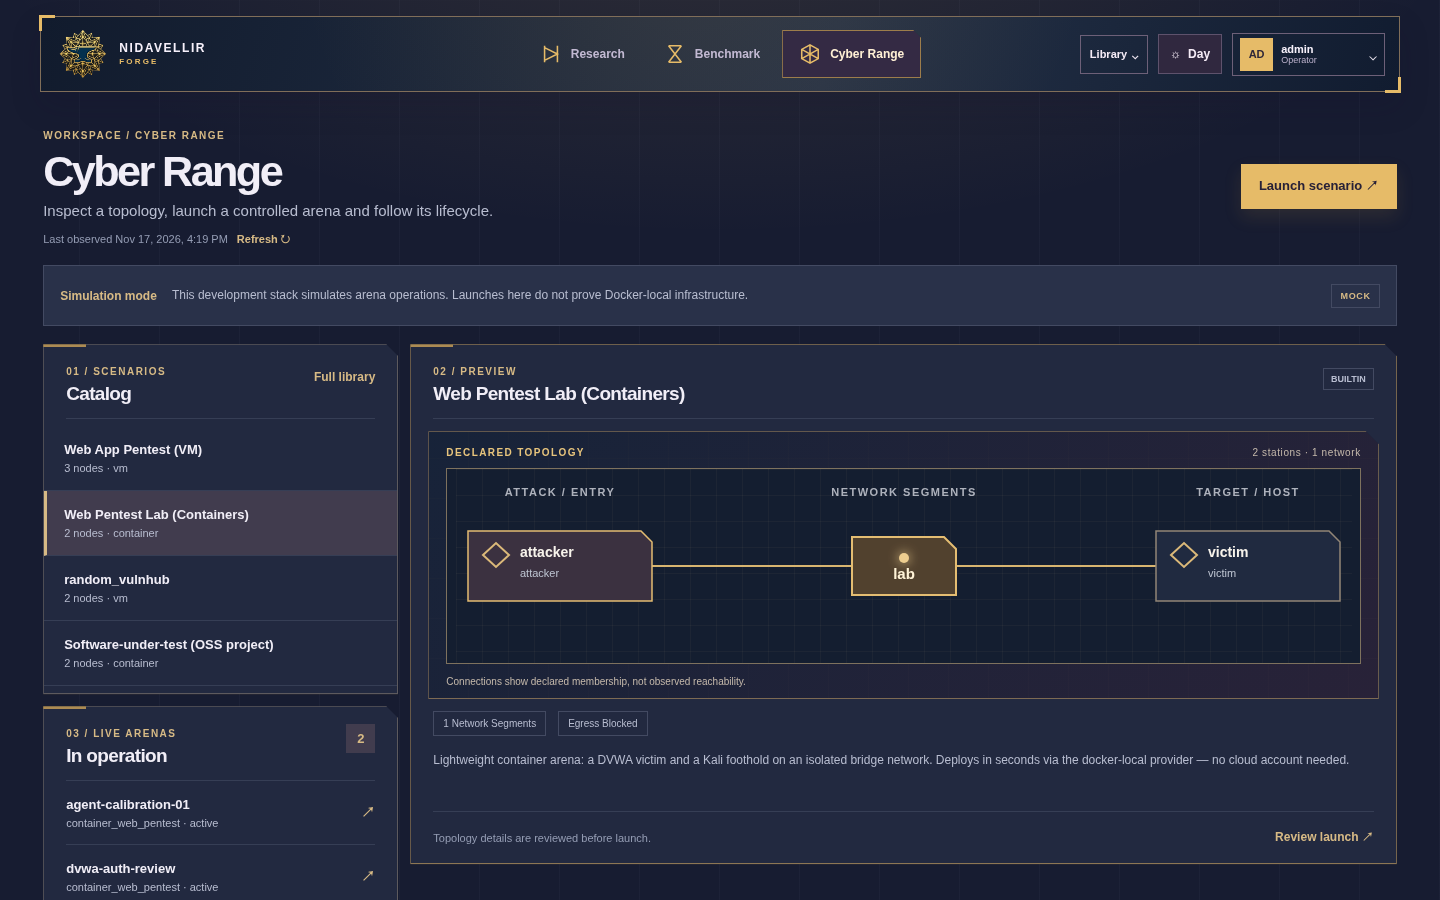 NIDAVELLIR
FORGE
Research
Benchmark
Cyber Range
Library
Day
AD
admin
Operator
WORKSPACE / CYBER RANGE
Cyber Range
Launch scenario ↗
Inspect a topology, launch a controlled arena and follow its lifecycle.
Last observed Nov 17, 2026, 4:19 PM Refresh ↻
Simulation mode This development stack simulates arena operations. Launches here do not prove Docker-local infrastructure.
MOCK
01 / SCENARIOS
Catalog
Full library
Web App Pentest (VM)
3 nodes · vm
Web Pentest Lab (Containers)
2 nodes · container
random_vulnhub
2 nodes · vm
Software-under-test (OSS project)
2 nodes · container
02 / PREVIEW
Web Pentest Lab (Containers)
BUILTIN
DECLARED TOPOLOGY
2 stations · 1 network
ATTACK / ENTRY
NETWORK SEGMENTS
TARGET / HOST
attacker
attacker
lab
victim
victim
Connections show declared membership, not observed reachability.
1 Network Segments
Egress Blocked
Lightweight container arena: a DVWA victim and a Kali foothold on an isolated bridge network. Deploys in seconds via the docker-local provider — no cloud account needed.
Topology details are reviewed before launch.
Review launch ↗
03 / LIVE ARENAS
In operation
2
agent-calibration-01
container_web_pentest · active
↗
dvwa-auth-review
container_web_pentest · active
↗